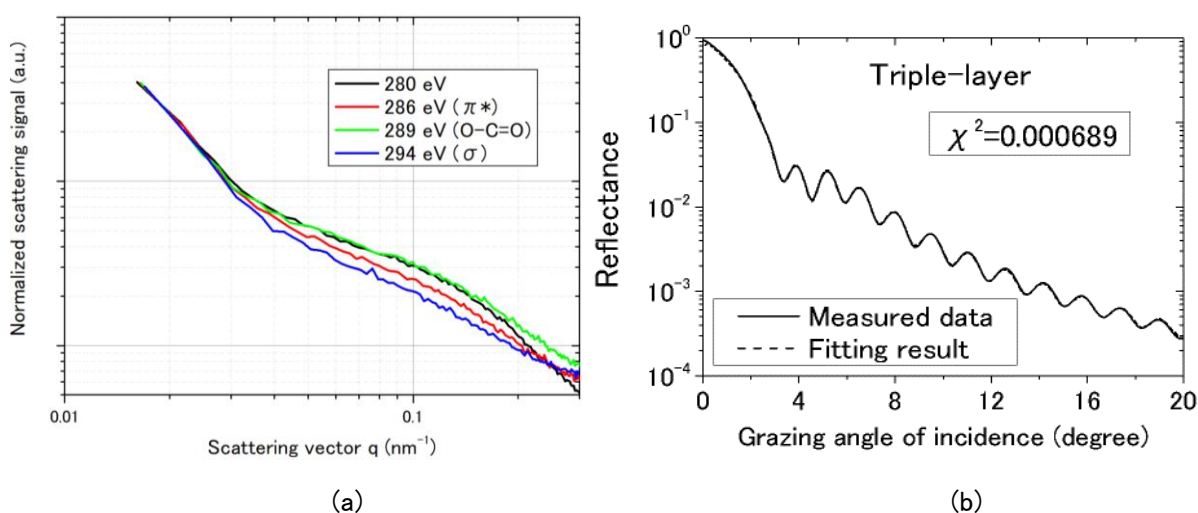 Normalized scattering signal (a.u.)
280 eV
286 eV (π*)
289 eV (O-C=O)
294 eV (σ)
0.01
0.1
Scattering vector q (nm⁻¹)
(a)
Reflectance
10⁰
10⁻¹
10⁻²
10⁻³
10⁻⁴
Triple-layer
χ²=0.000689
Measured data
Fitting result
0 4 8 12 16 20
Grazing angle of incidence (degree)
(b)